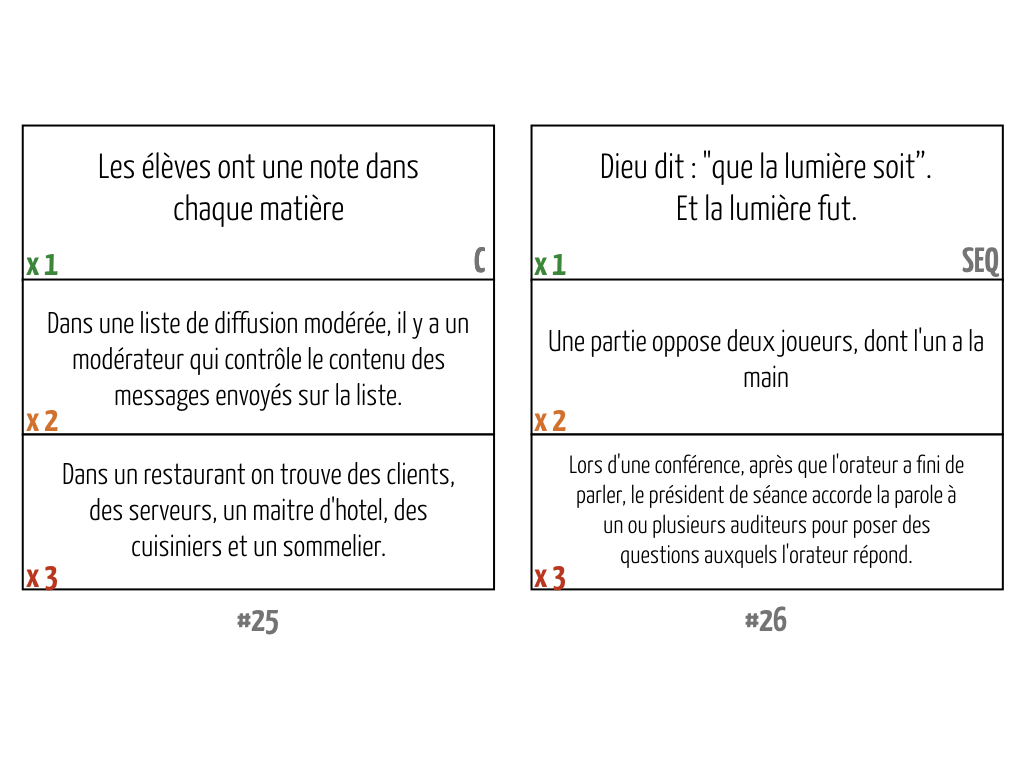 Les élèves ont une note dans
chaque matière
x 1
C
Dans une liste de diffusion modérée, il y a un
modérateur qui contrôle le contenu des
messages envoyés sur la liste.
x 2
Dans un restaurant on trouve des clients,
des serveurs, un maitre d'hotel, des
cuisiniers et un sommelier.
x 3
#25
Dieu dit : "que la lumière soit”.
Et la lumière fut.
x 1
SEQ
Une partie oppose deux joueurs, dont l'un a la
main
x 2
Lors d'une conférence, après que l'orateur a fini de
parler, le président de séance accorde la parole à
un ou plusieurs auditeurs pour poser des
questions auxquels l'orateur répond.
x 3
#26